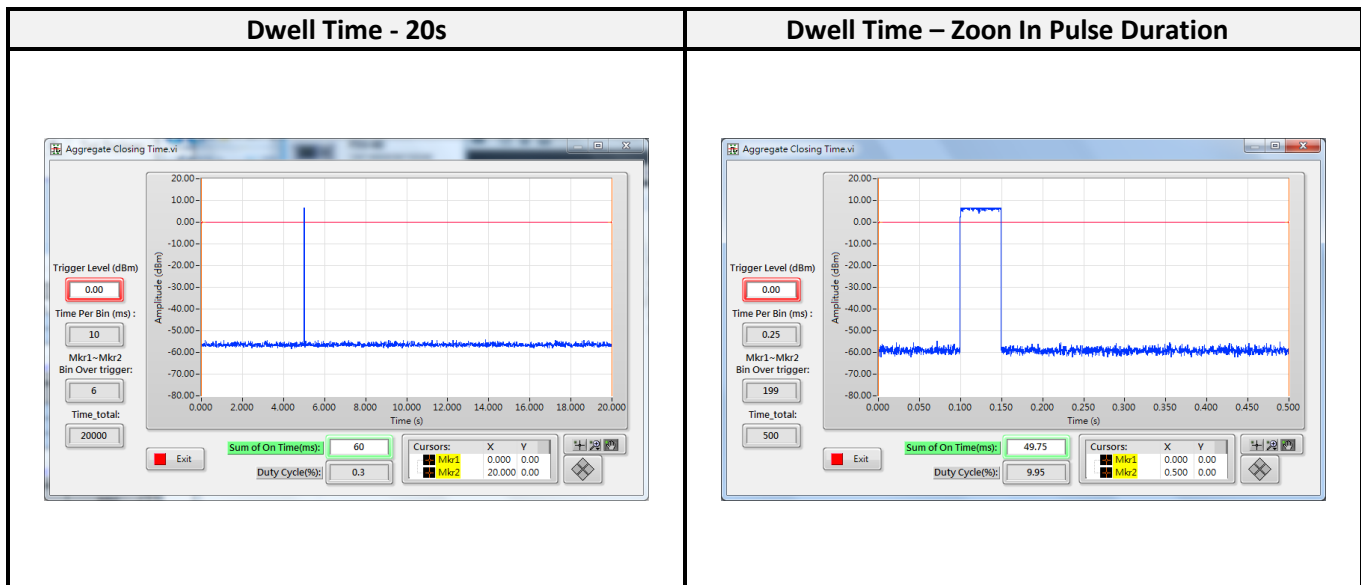 Dwell Time - 20s
Dwell Time – Zoon In Pulse Duration
Aggregate Closing Time.vi
Trigger Level (dBm)
0.00
Time Per Bin (ms) :
10
Mkr1~Mkr2
Bin Over trigger:
6
Time_total:
20000
Amplitude (dBm)
20.00
10.00
0.00
-10.00
-20.00
-30.00
-40.00
-50.00
-60.00
-70.00
-80.00
0.000 2.000 4.000 6.000 8.000 10.000 12.000 14.000 16.000 18.000 20.000
Time (s)
Exit
Sum of On Time(ms): 60
Duty Cycle(%): 0.3
Cursors: X Y
Mkr1 0.000 0.00
Mkr2 20.000 0.00
Aggregate Closing Time.vi
Trigger Level (dBm)
0.00
Time Per Bin (ms) :
0.25
Mkr1~Mkr2
Bin Over trigger:
199
Time_total:
500
Amplitude (dBm)
20.00
10.00
0.00
-10.00
-20.00
-30.00
-40.00
-50.00
-60.00
-70.00
-80.00
0.000 0.050 0.100 0.150 0.200 0.250 0.300 0.350 0.400 0.450 0.500
Time (s)
Exit
Sum of On Time(ms): 49.75
Duty Cycle(%): 9.95
Cursors: X Y
Mkr1 0.000 0.00
Mkr2 0.500 0.00